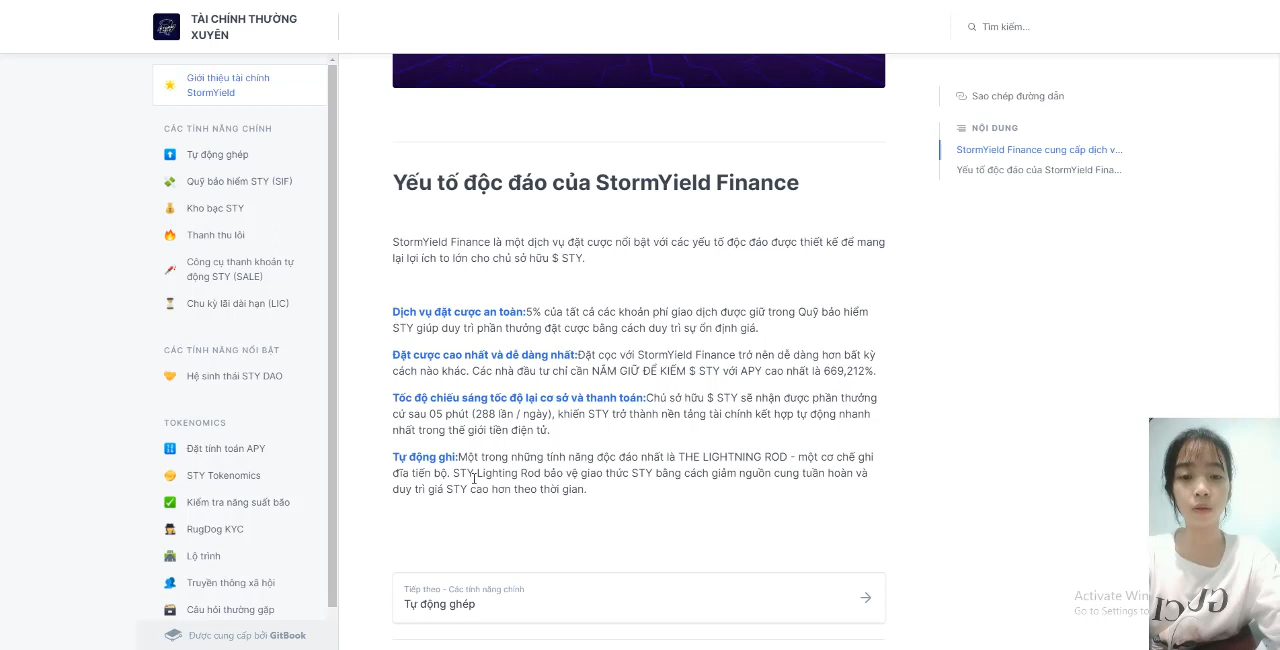 TÀI CHÍNH THƯỜNG
XUYÊN
Tìm kiếm...
Giới thiệu tài chính
StormYield
CÁC TÍNH NĂNG CHÍNH
Tự động ghép
Quỹ bảo hiểm STY (SIF)
Kho bạc STY
Thanh thu lôi
Công cụ thanh khoản tự
động STY (SALE)
Chu kỳ lãi dài hạn (LIC)
CÁC TÍNH NĂNG NỔI BẬT
Hệ sinh thái STY DAO
TOKENOMICS
Đặt tính toán APY
STY Tokenomics
Kiểm tra năng suất bão
RugDog KYC
Lộ trình
Truyền thông xã hội
Câu hỏi thường gặp
Được cung cấp bởi GitBook
Yếu tố độc đáo của StormYield Finance
StormYield Finance là một dịch vụ đặt cược nổi bật với các yếu tố độc đáo được thiết kế để mang
lại lợi ích to lớn cho chủ sở hữu $ STY.
Dịch vụ đặt cược an toàn:5% của tất cả các khoản phí giao dịch được giữ trong Quỹ bảo hiểm
STY giúp duy trì phần thưởng đặt cược bằng cách duy trì sự ổn định giá.
Đặt cược cao nhất và dễ dàng nhất:Đặt cọc với StormYield Finance trở nên dễ dàng hơn bất kỳ
cách nào khác. Các nhà đầu tư chỉ cần NẮM GIỮ ĐỂ KIẾM $ STY với APY cao nhất là 669,212%.
Tốc độ chiếu sáng tốc độ lại cơ sở và thanh toán:Chủ sở hữu $ STY sẽ nhận được phần thưởng
cứ sau 05 phút (288 lần / ngày), khiến STY trở thành nền tảng tài chính kết hợp tự động nhanh
nhất trong thế giới tiền điện tử.
Tự động ghi:Một trong những tính năng độc đáo nhất là THE LIGHTNING ROD - một cơ chế ghi
đĩa tiến bộ. STY Lighting Rod bảo vệ giao thức STY bằng cách giảm nguồn cung tuần hoàn và
duy trì giá STY cao hơn theo thời gian.
Tiếp theo - Các tính năng chính
Tự động ghép
Sao chép đường dẫn
NỘI DUNG
StormYield Finance cung cấp dịch v...
Yếu tố độc đáo của StormYield Fina...
Activate Win
Go to Settings to